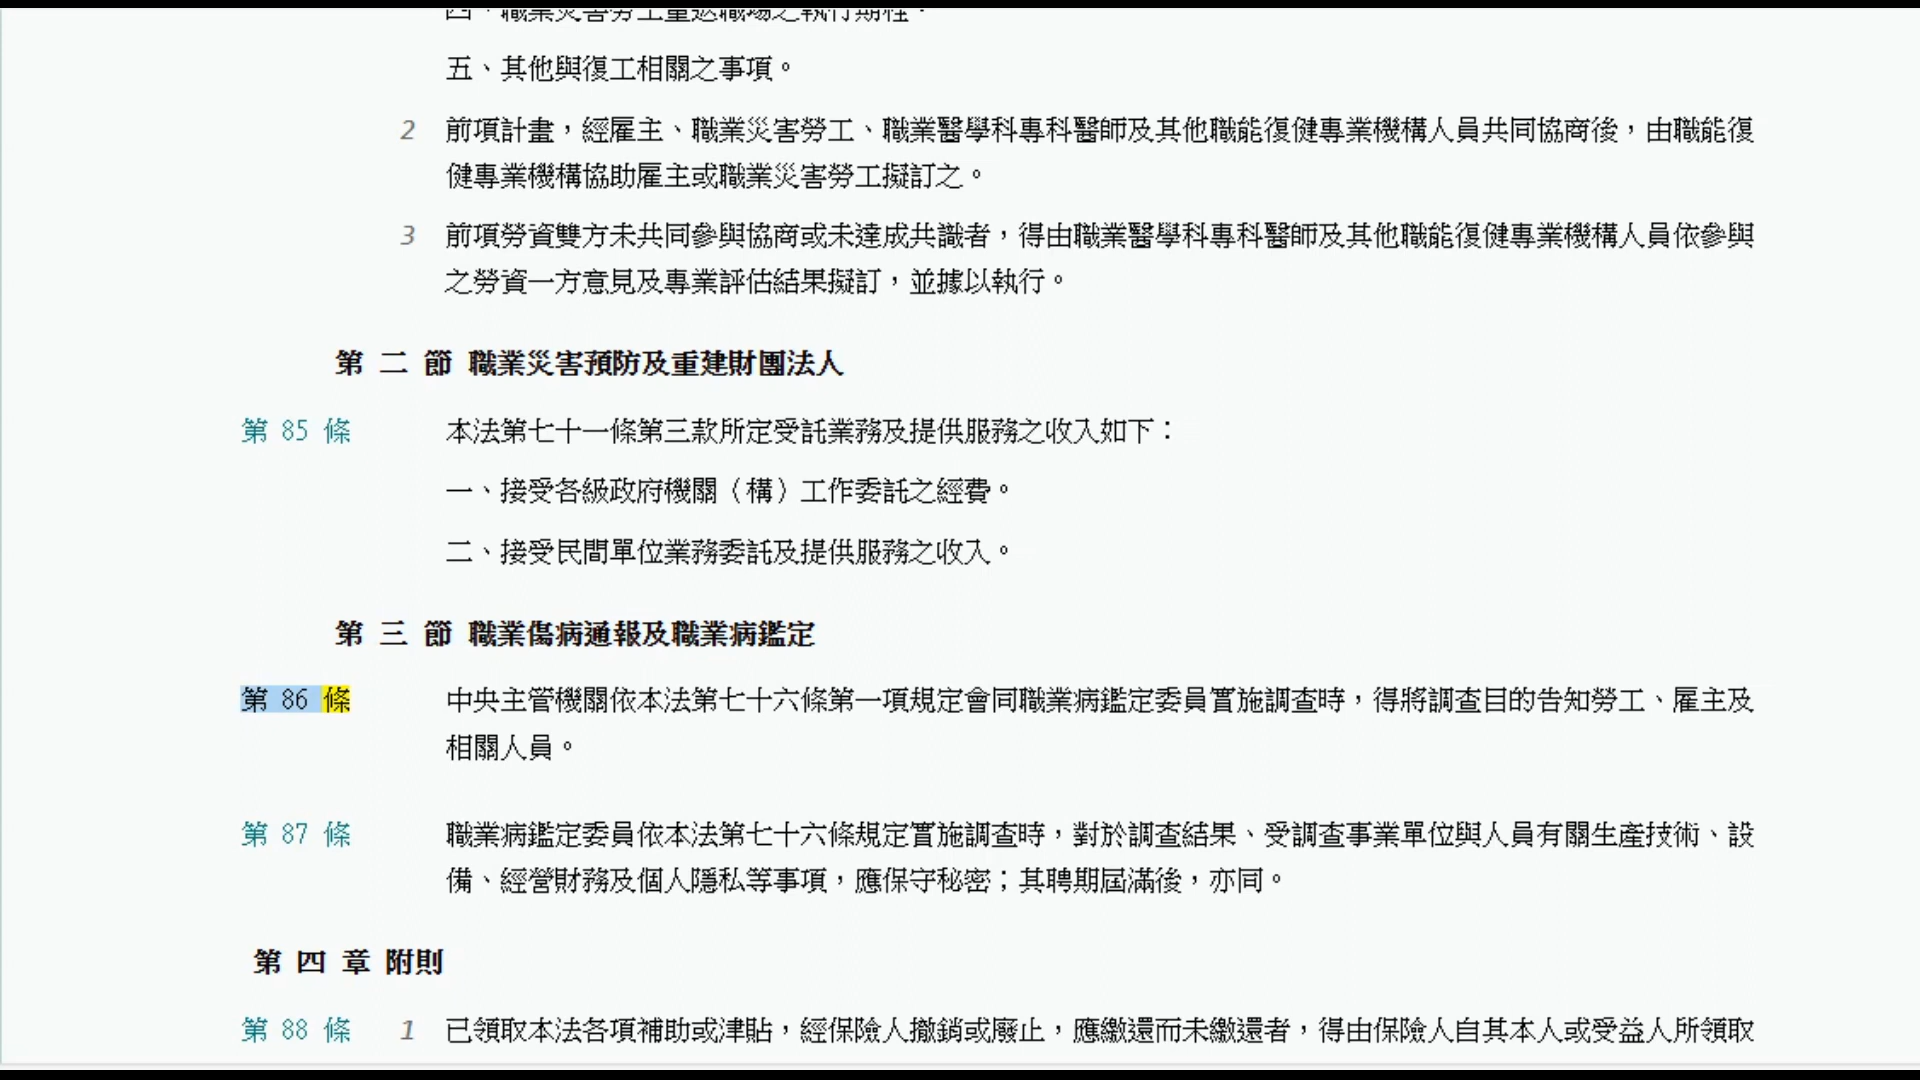 四、職業災害勞工重返職場之執行期程。
五、其他與復工相關之事項。
2 前項計畫，經雇主、職業災害勞工、職業醫學科專科醫師及其他職能復健專業機構人員共同協商後，由職能復
健專業機構協助雇主或職業災害勞工擬訂之。
3 前項勞資雙方未共同參與協商或未達成共識者，得由職業醫學科專科醫師及其他職能復健專業機構人員依參與
之勞資一方意見及專業評估結果擬訂，並據以執行。
第 二 節 職業災害預防及重建財團法人
第 85 條 本法第七十一條第三款所定受託業務及提供服務之收入如下：
一、接受各級政府機關（構）工作委託之經費。
二、接受民間單位業務委託及提供服務之收入。
第 三 節 職業傷病通報及職業病鑑定
第 86 條 中央主管機關依本法第七十六條第一項規定會同職業病鑑定委員實施調查時，得將調查目的告知勞工、雇主及
相關人員。
第 87 條 職業病鑑定委員依本法第七十六條規定實施調查時，對於調查結果、受調查事業單位與人員有關生產技術、設
備、經營財務及個人隱私等事項，應保守秘密；其聘期屆滿後，亦同。
第 四 章 附則
第 88 條 1 已領取本法各項補助或津貼，經保險人撤銷或廢止，應繳還而未繳還者，得由保險人自其本人或受益人所領取